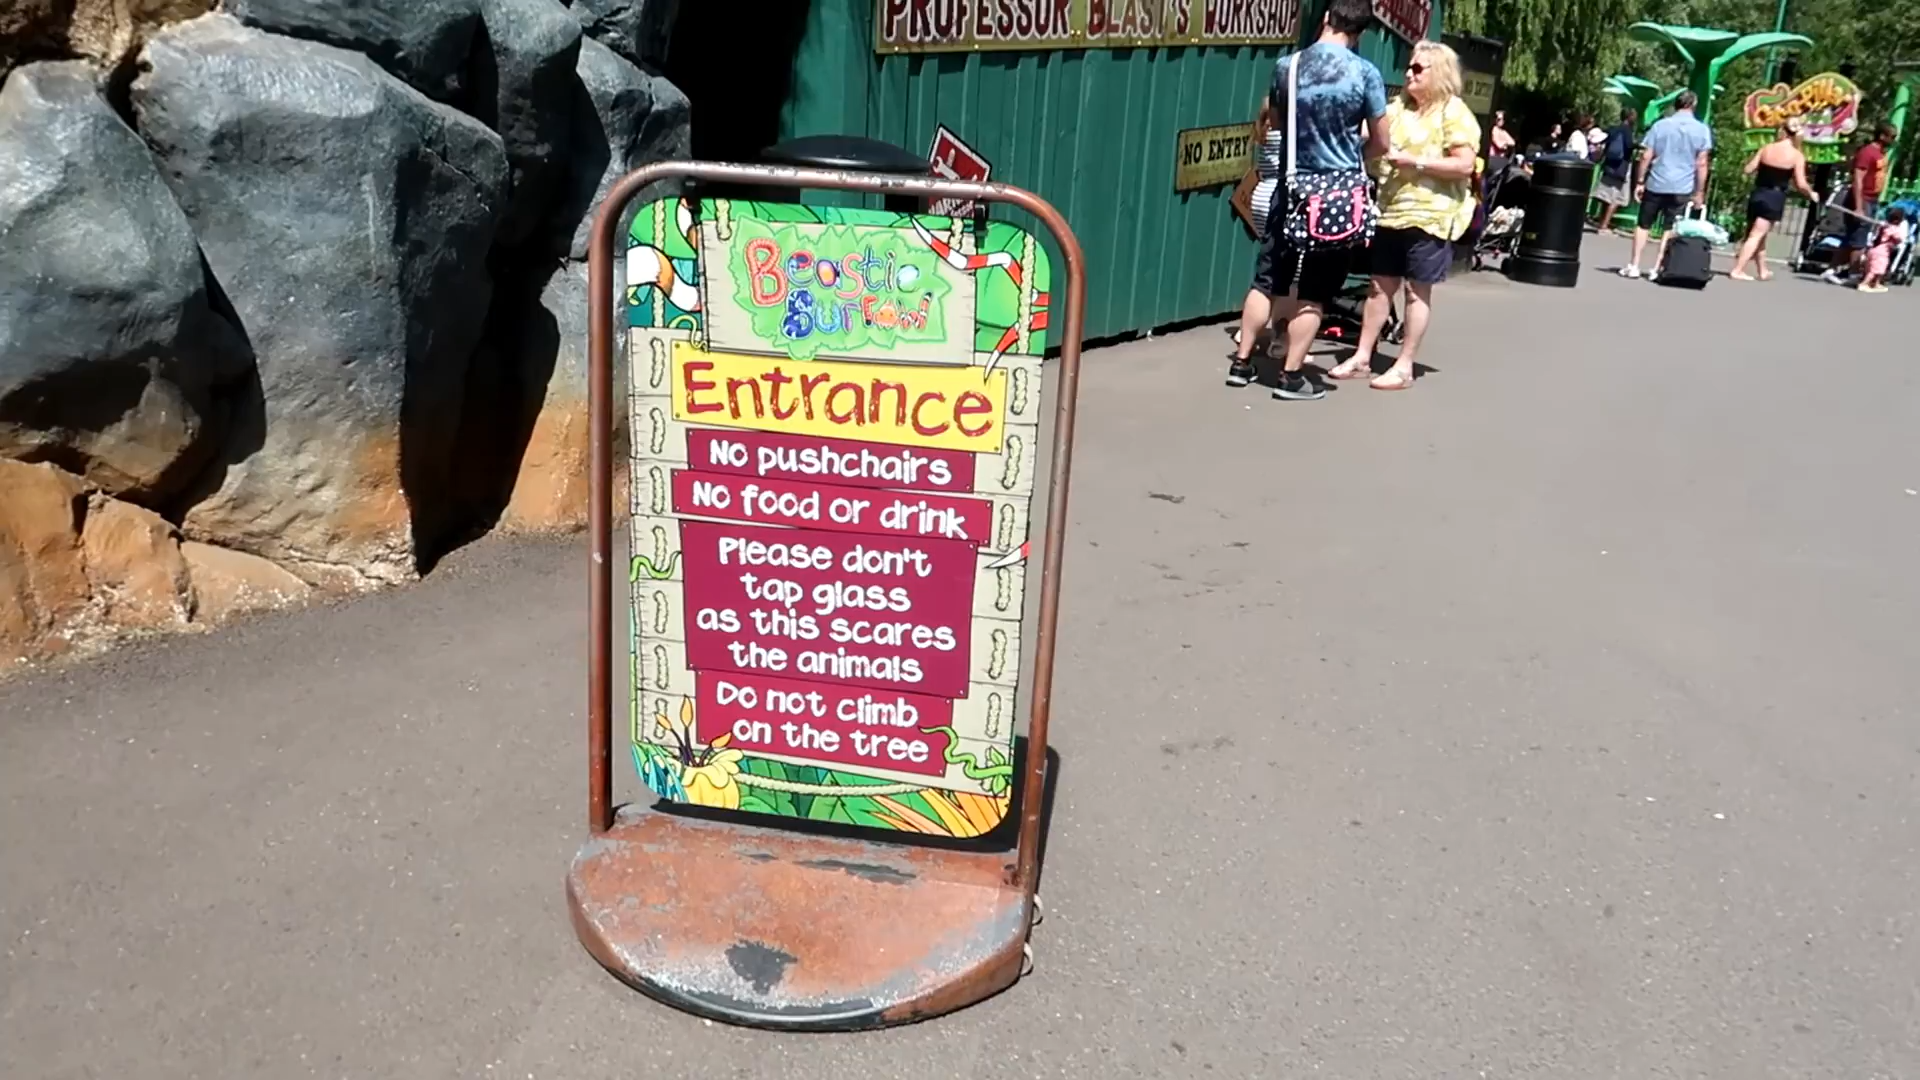 PROFESSOR BLAST'S WORKSHOP
NO ENTRY
Beastie
Burrow
Entrance
No pushchairs
No food or drink
Please don't
tap glass
as this scares
the animals
Do not climb
on the tree